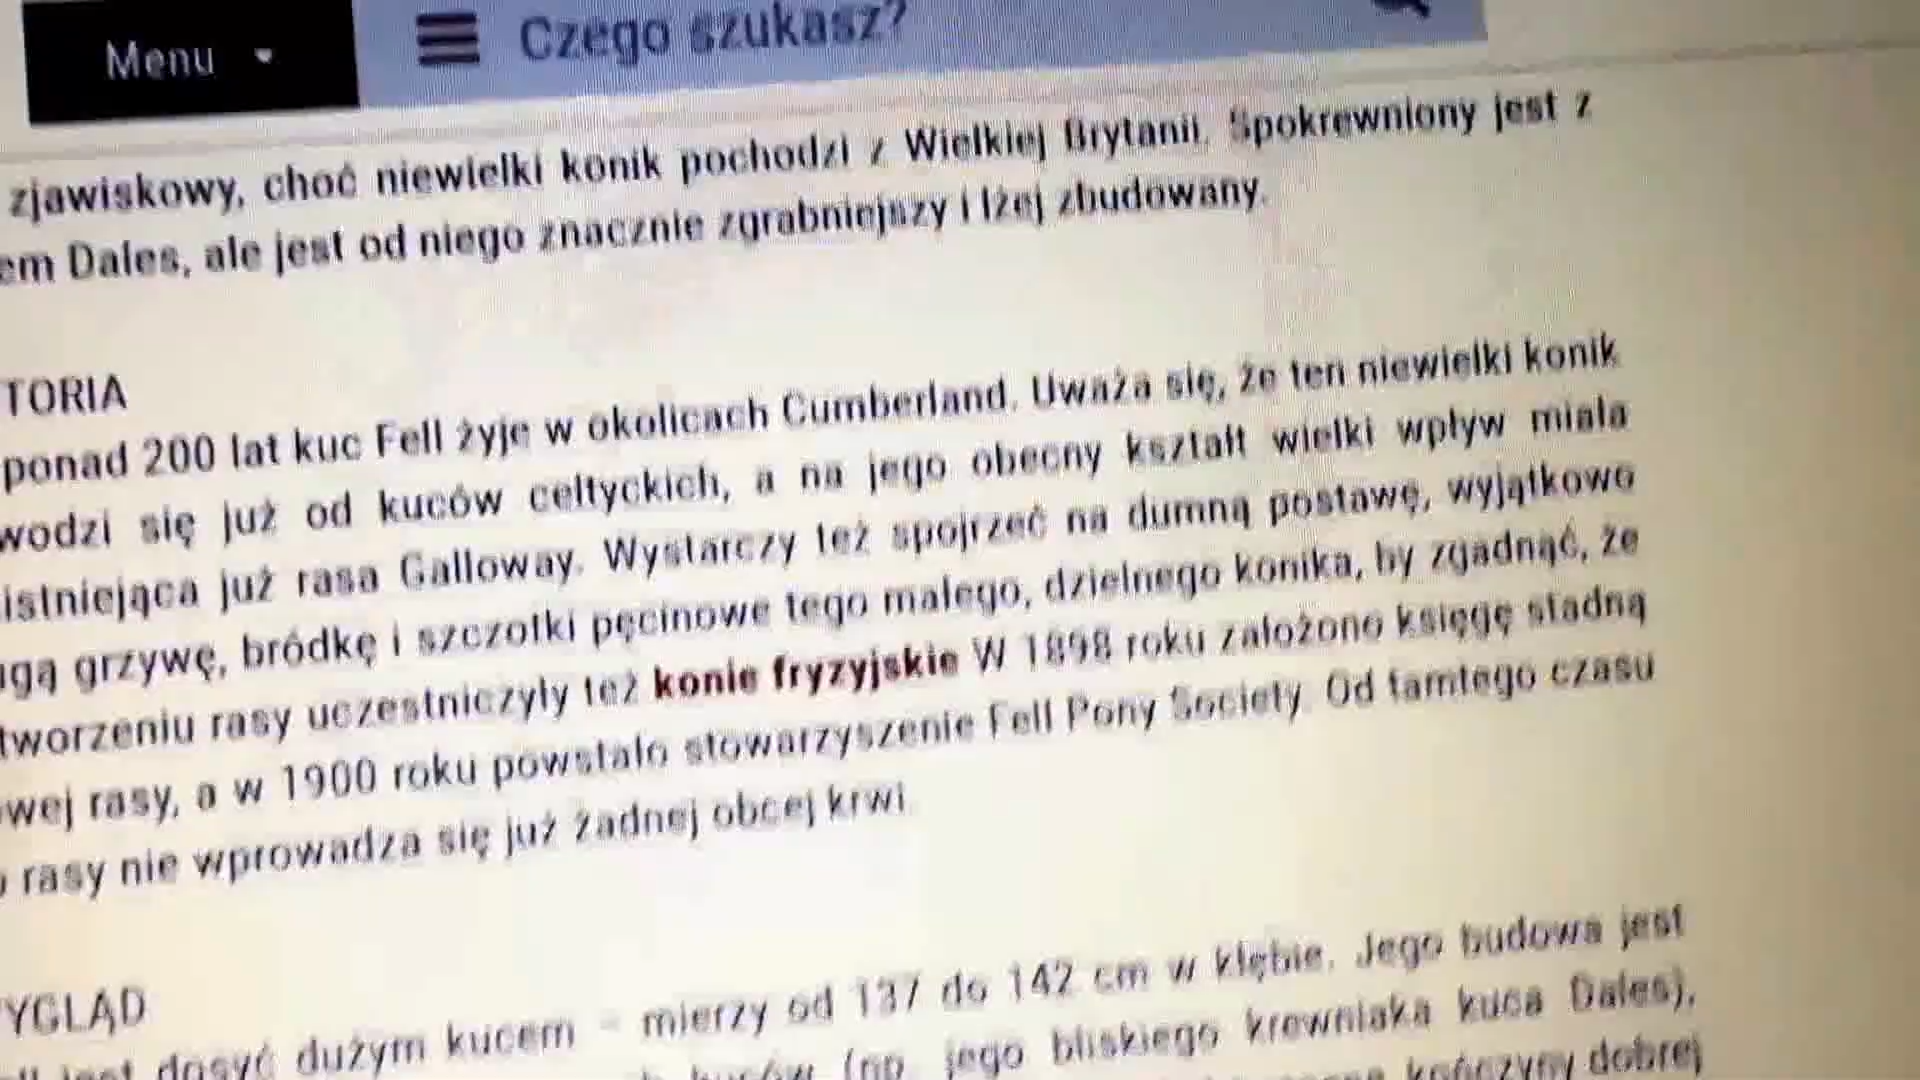 Menu
Czego szukasz?
zjawiskowy, choć niewielki konik pochodzi z Wielkiej Brytanii. Spokrewniony jest z
em Dales, ale jest od niego znacznie zgrabniejszy i lżej zbudowany.
TORIA
ponad 200 lat kuc Fell żyje w okolicach Cumberland. Uważa się, że ten niewielki konik
wodzi się już od kuców celtyckich, a na jego obecny kształt wielki wpływ miała
istniejąca już rasa Galloway. Wystarczy też spojrzeć na dumną postawę, wyjątkowo
ugą grzywę, bródkę i szczotki pęcinowe tego małego, dzielnego konika, by zgadnąć, że
tworzeniu rasy uczestniczyły też konie fryzyjskie W 1898 roku założono księgę stadną
owej rasy, a w 1900 roku powstało stowarzyszenie Fell Pony Society. Od tamtego czasu
o rasy nie wprowadza się już żadnej obcej krwi.
YGLĄD
jest dosyć dużym kucem – mierzy od 137 do 142 cm w kłębie. Jego budowa jest
kuców (np. jego bliskiego krewniaka kuca Dales),
kończyny dobrej